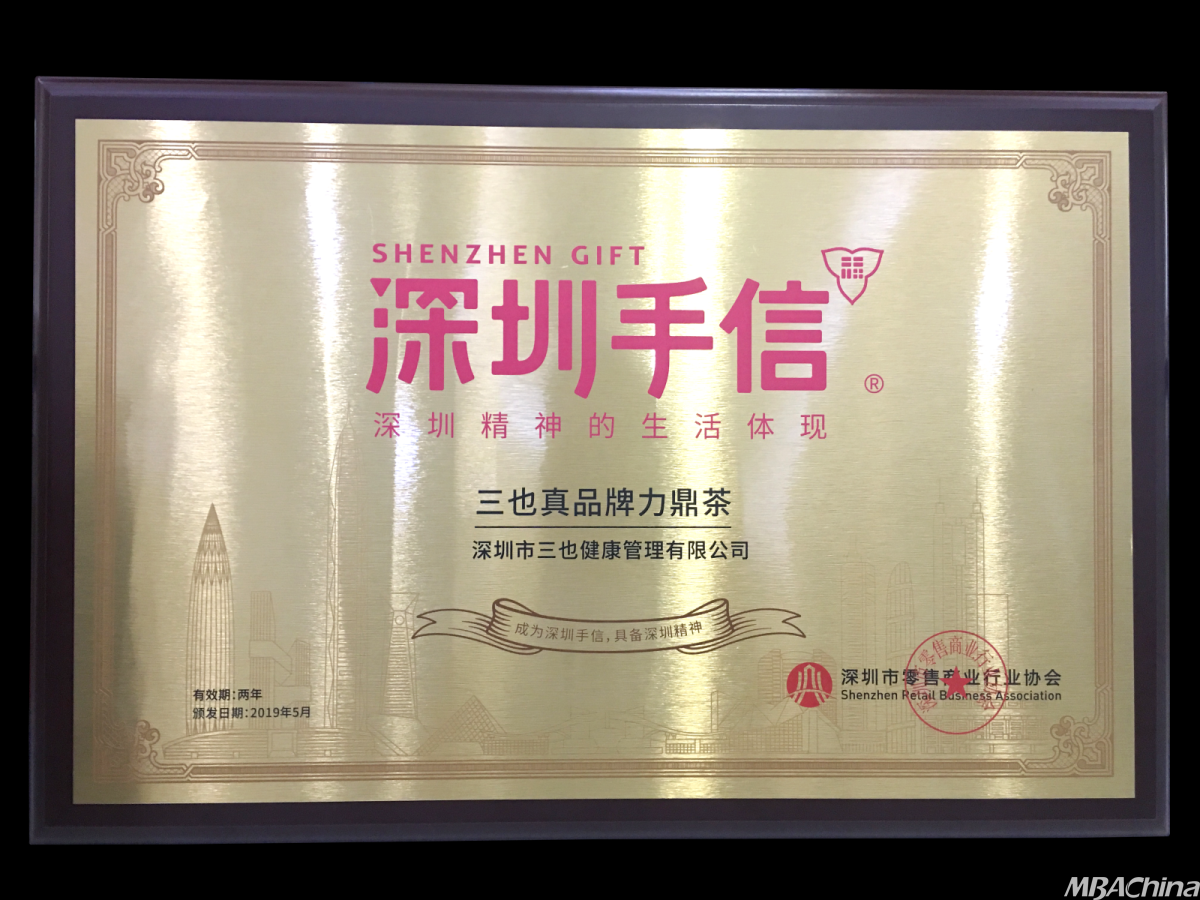 SHENZHEN GIFT
深圳手信
®
深圳精神的生活体现
三也真品牌力鼎茶
深圳市三也健康管理有限公司
成为深圳手信,具备深圳精神
有效期:两年
颁发日期:2019年5月
深圳市零售商业行业协会
Shenzhen Retail Business Association
MBAChina